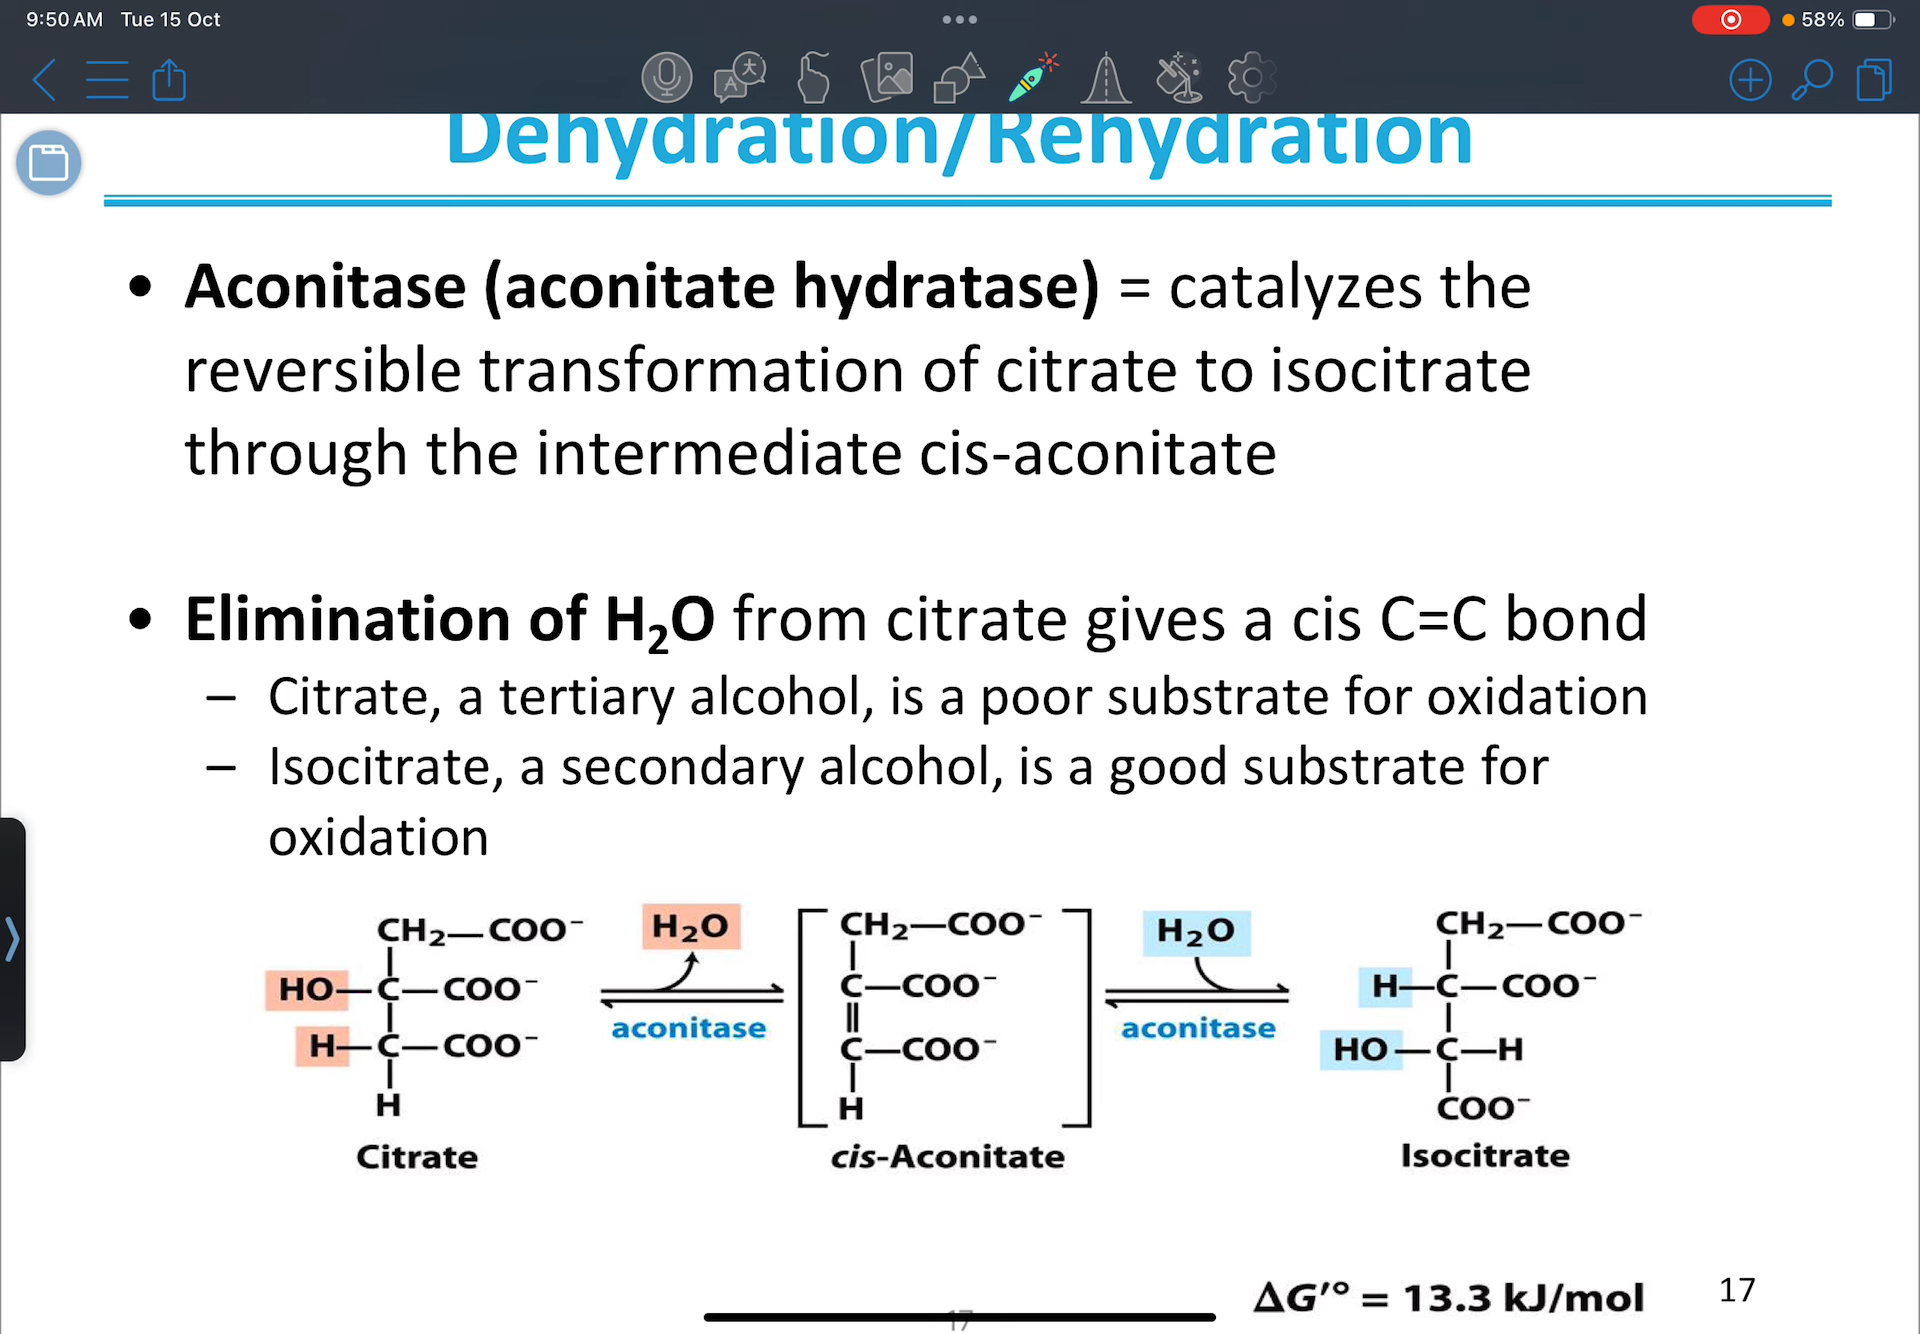 9:50 AM Tue 15 Oct
58%
Dehydration/Rehydration
• Aconitase (aconitate hydratase) = catalyzes the
reversible transformation of citrate to isocitrate
through the intermediate cis-aconitate
• Elimination of H₂O from citrate gives a cis C=C bond
– Citrate, a tertiary alcohol, is a poor substrate for oxidation
– Isocitrate, a secondary alcohol, is a good substrate for
oxidation
CH₂—COO⁻
HO—C—COO⁻
H—C—COO⁻
H
Citrate
H₂O
aconitase
CH₂—COO⁻
C—COO⁻
C—COO⁻
H
cis-Aconitate
H₂O
aconitase
CH₂—COO⁻
H—C—COO⁻
HO—C—H
COO⁻
Isocitrate
ΔG′° = 13.3 kJ/mol
17
17